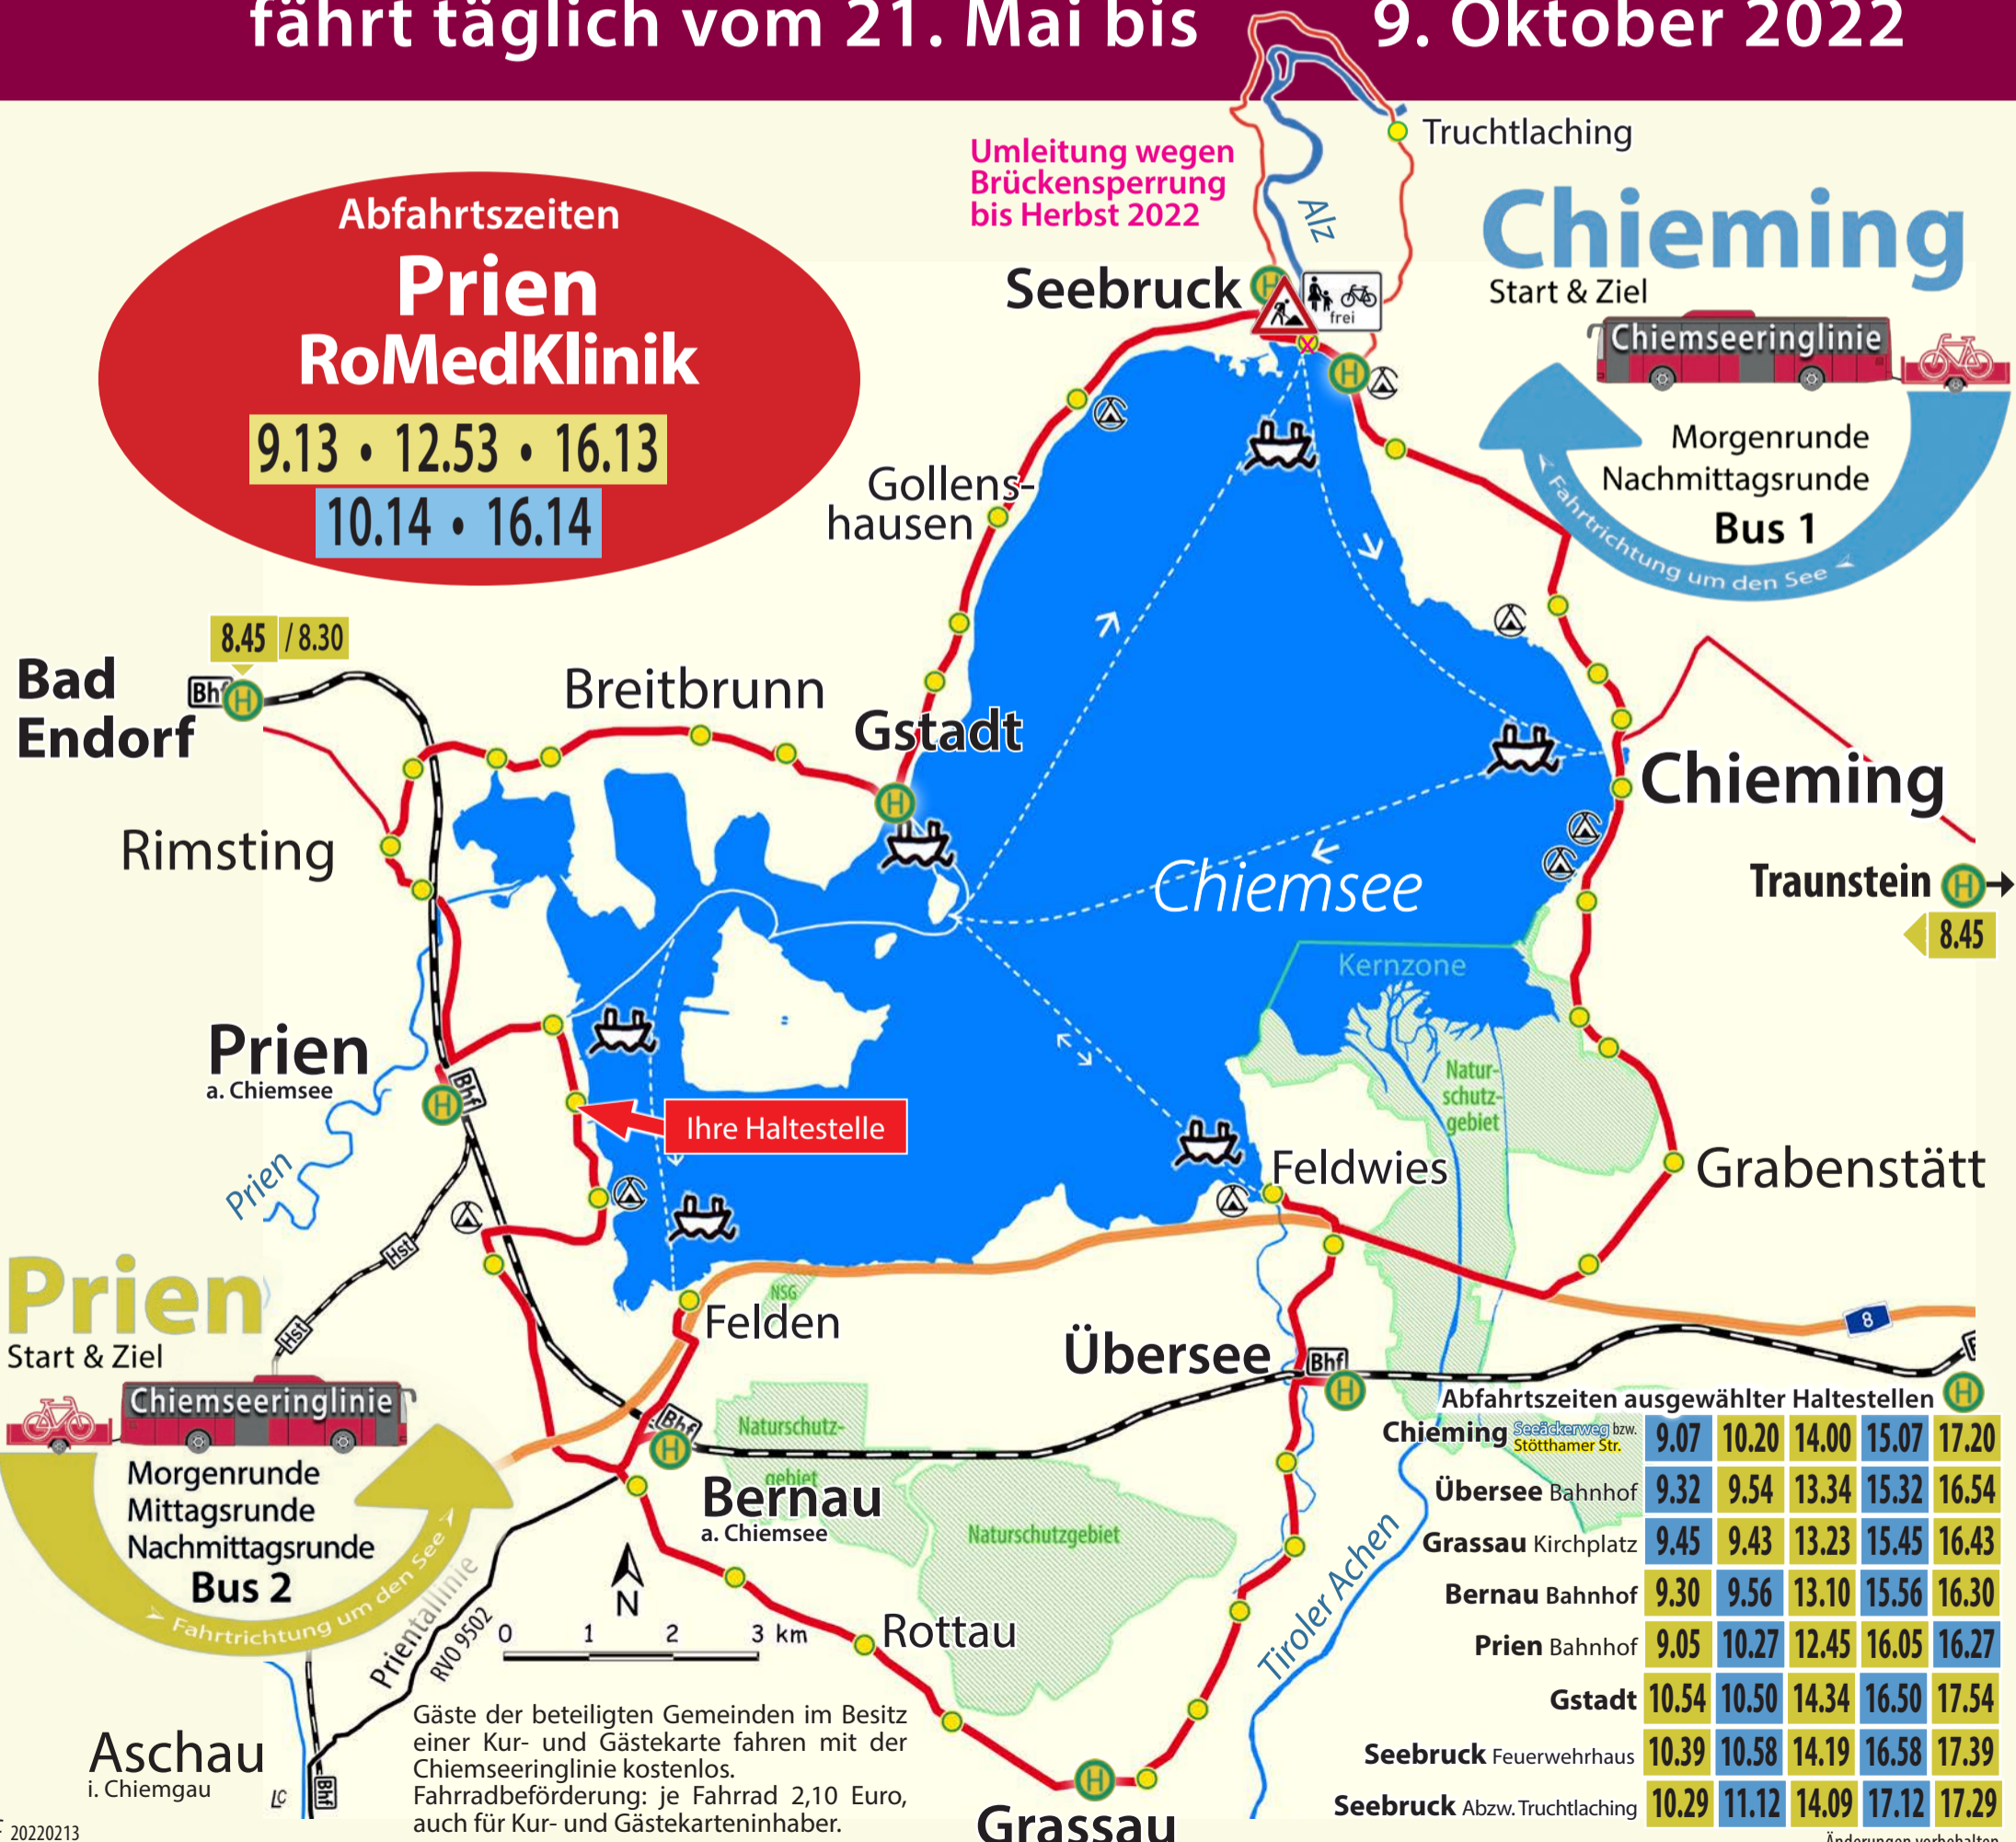 fährt täglich vom 21. Mai bis 9. Oktober 2022
Truchtlaching
Umleitung wegen
Brückensperrung
bis Herbst 2022
Alz
Abfahrtszeiten
Prien
RoMedKlinik
9.13 • 12.53 • 16.13
10.14 • 16.14
Seebruck H
frei
H
Chieming
Start & Ziel
Chiemseeringlinie
Morgenrunde
Nachmittagsrunde
Bus 1
Fahrtrichtung um den See
Gollens-
hausen
8.45 / 8.30
Bad
Endorf
Bhf H
Breitbrunn
Gstadt
H
Rimsting
Chieming
Chiemsee
Traunstein H
8.45
Kernzone
Natur-
schutz-
gebiet
Prien
a. Chiemsee
Bhf
H
Ihre Haltestelle
Prien
Feldwies
Grabenstätt
Hst
Hst
Prien
Start & Ziel
Chiemseeringlinie
Morgenrunde
Mittagsrunde
Nachmittagsrunde
Bus 2
Fahrtrichtung um den See
NSG
Felden
8
Übersee Bhf
H
Bhf
H
Naturschutz-
gebiet
Bernau
a. Chiemsee
Naturschutzgebiet
N
0 1 2 3 km
Prientallinie
RVO 9502
Rottau
Tiroler Achen
Aschau
i. Chiemgau
LC
Bhf
Gäste der beteiligten Gemeinden im Besitz
einer Kur- und Gästekarte fahren mit der
Chiemseeringlinie kostenlos.
Fahrradbeförderung: je Fahrrad 2,10 Euro,
auch für Kur- und Gästekarteninhaber.
H
Grassau
Abfahrtszeiten ausgewählter Haltestellen H
Chieming Seeäckerweg bzw. Stötthamer Str. 9.07 10.20 14.00 15.07 17.20
Übersee Bahnhof 9.32 9.54 13.34 15.32 16.54
Grassau Kirchplatz 9.45 9.43 13.23 15.45 16.43
Bernau Bahnhof 9.30 9.56 13.10 15.56 16.30
Prien Bahnhof 9.05 10.27 12.45 16.05 16.27
Gstadt 10.54 10.50 14.34 16.50 17.54
Seebruck Feuerwehrhaus 10.39 10.58 14.19 16.58 17.39
Seebruck Abzw. Truchtlaching 10.29 11.12 14.09 17.12 17.29
20220213
Änderungen vorbehalten